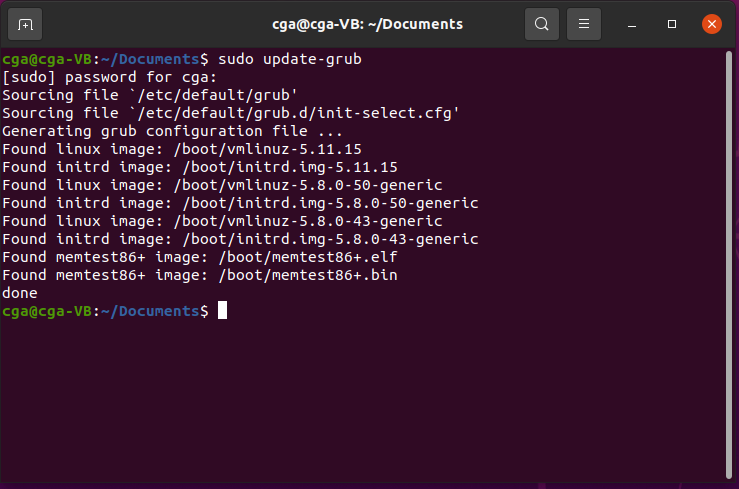 cga@cga-VB: ~/Documents
cga@cga-VB:~/Documents$ sudo update-grub
[sudo] password for cga:
Sourcing file `/etc/default/grub'
Sourcing file `/etc/default/grub.d/init-select.cfg'
Generating grub configuration file ...
Found linux image: /boot/vmlinuz-5.11.15
Found initrd image: /boot/initrd.img-5.11.15
Found linux image: /boot/vmlinuz-5.8.0-50-generic
Found initrd image: /boot/initrd.img-5.8.0-50-generic
Found linux image: /boot/vmlinuz-5.8.0-43-generic
Found initrd image: /boot/initrd.img-5.8.0-43-generic
Found memtest86+ image: /boot/memtest86+.elf
Found memtest86+ image: /boot/memtest86+.bin
done
cga@cga-VB:~/Documents$